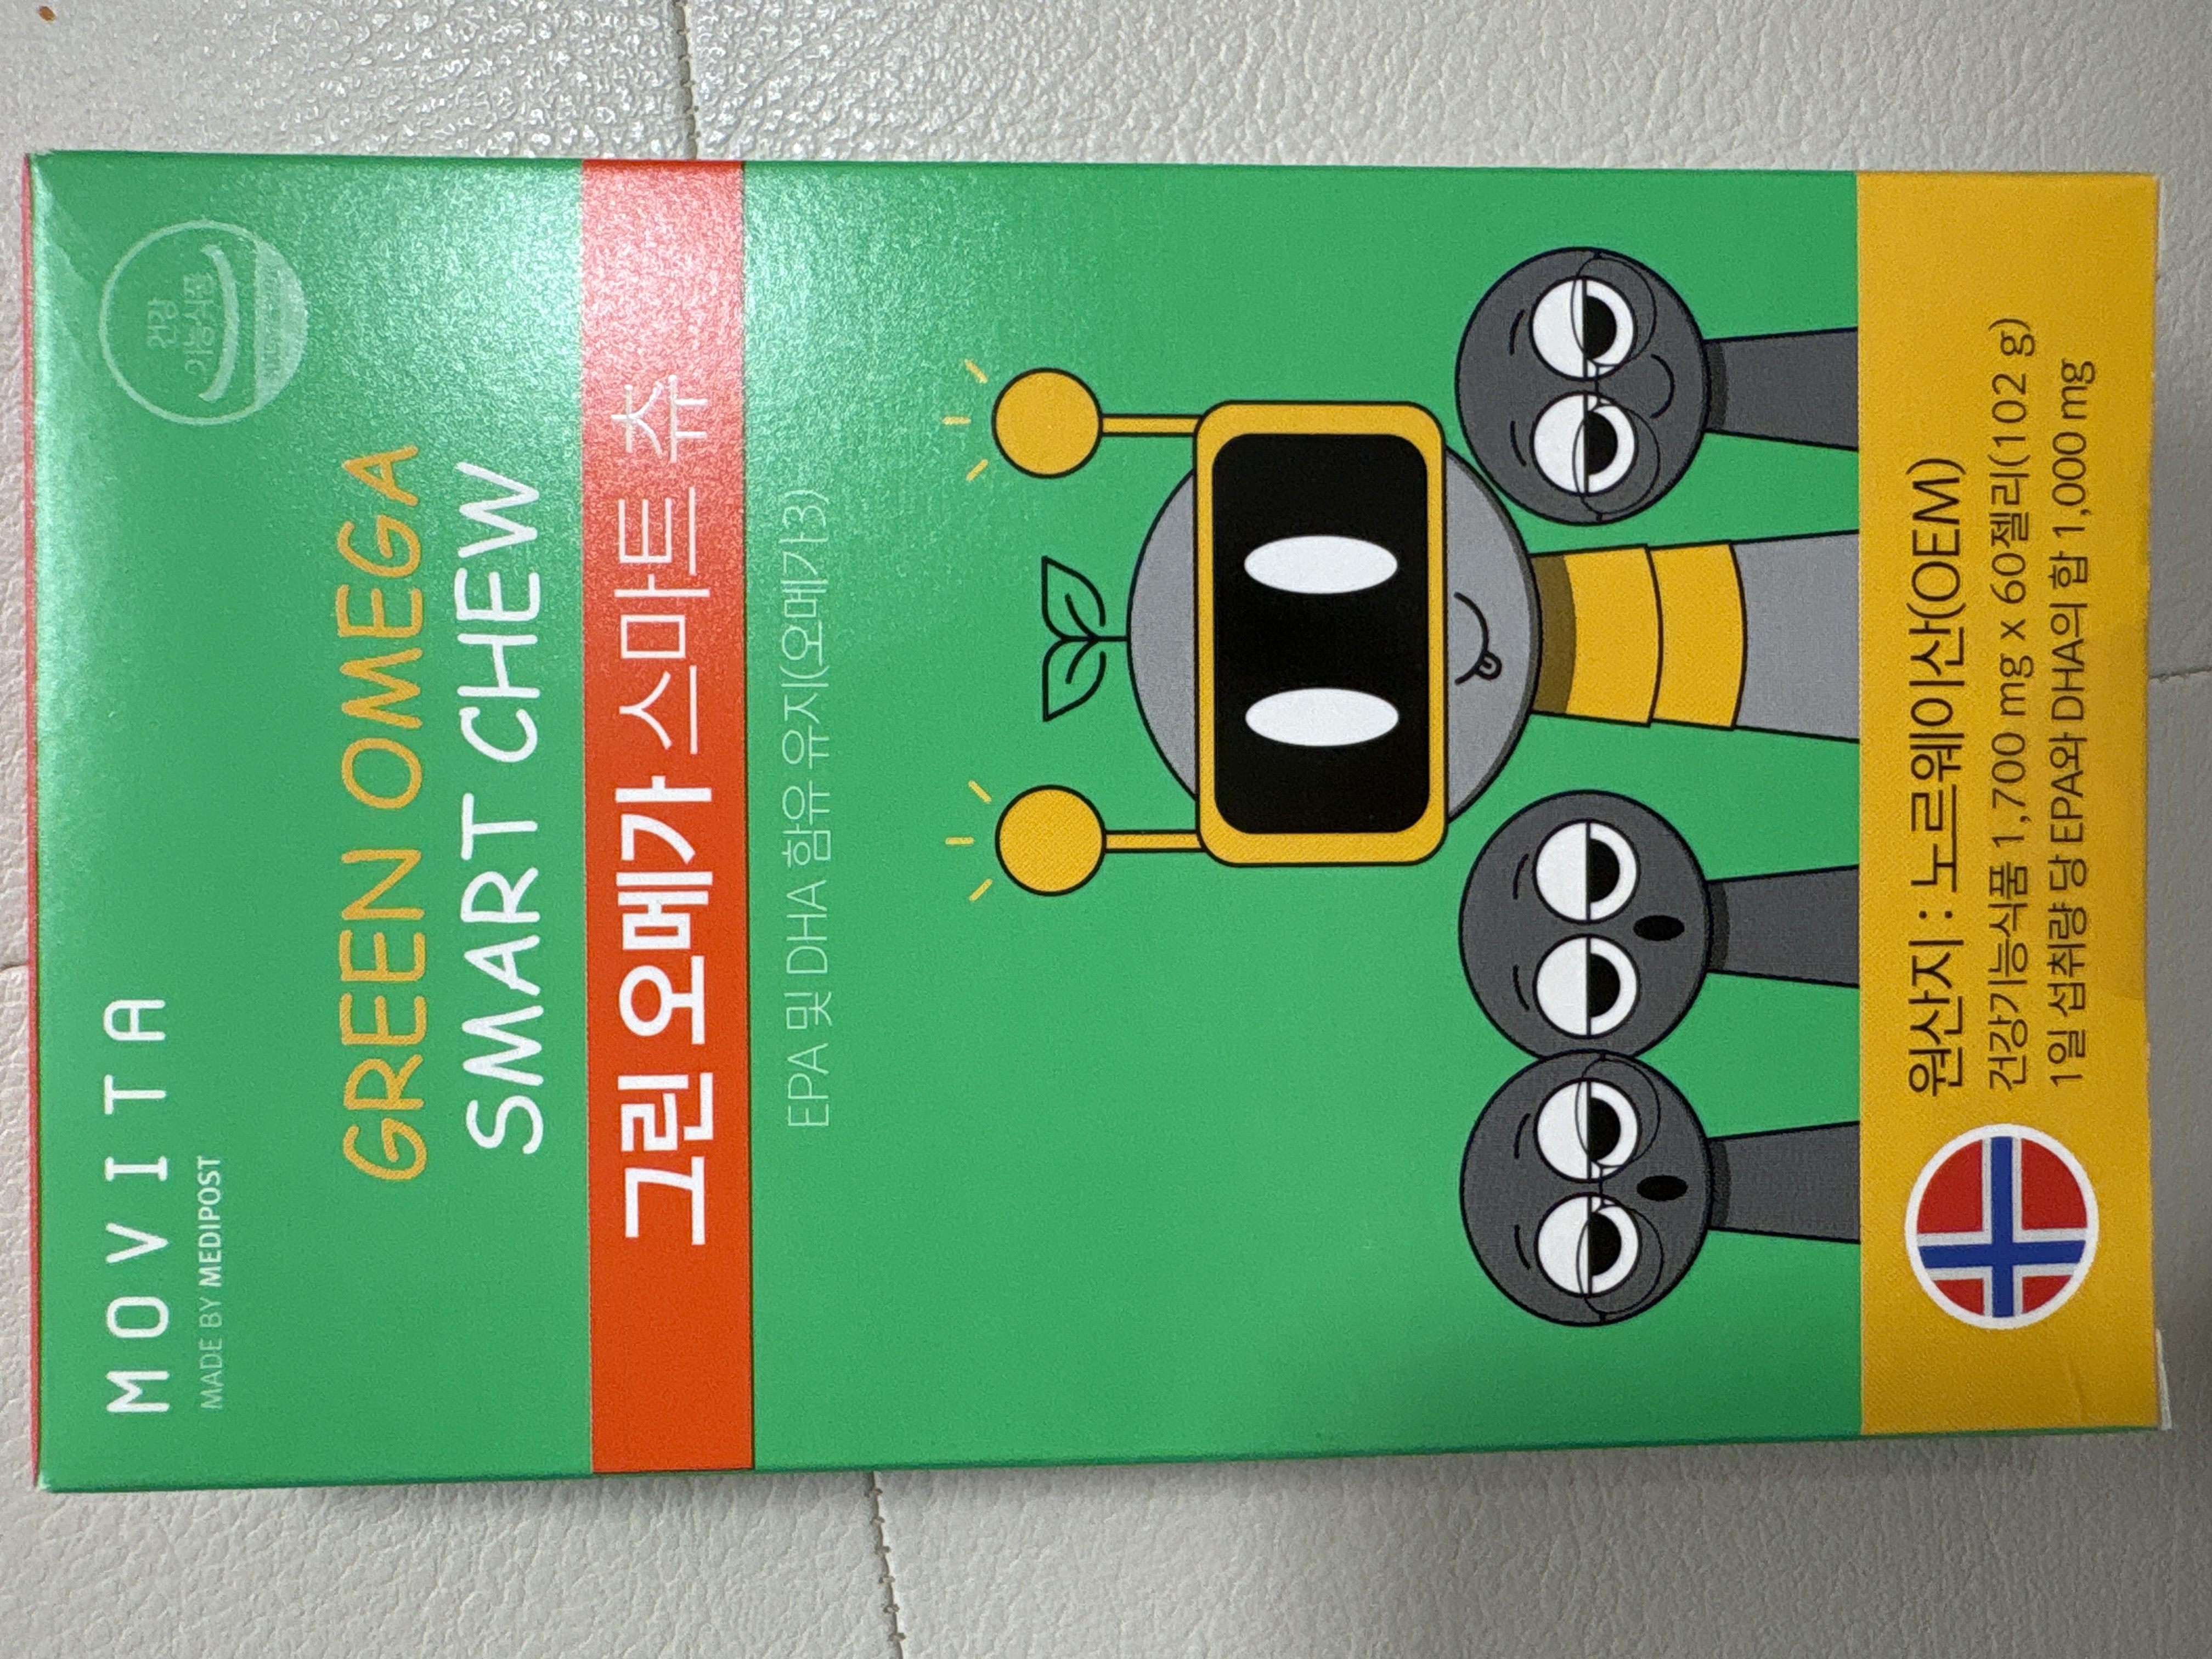 MOVITA
MADE BY MEDIPOST
건강
기능식품
GREEN OMEGA
SMART CHEW
그린 오메가 스마트 츄
EPA 및 DHA 함유 유지(오메가3)
원산지 : 노르웨이산(OEM)
건강기능식품 1,700 mg x 60젤리(102 g)
1일 섭취량 당 EPA와 DHA의 합 1,000 mg